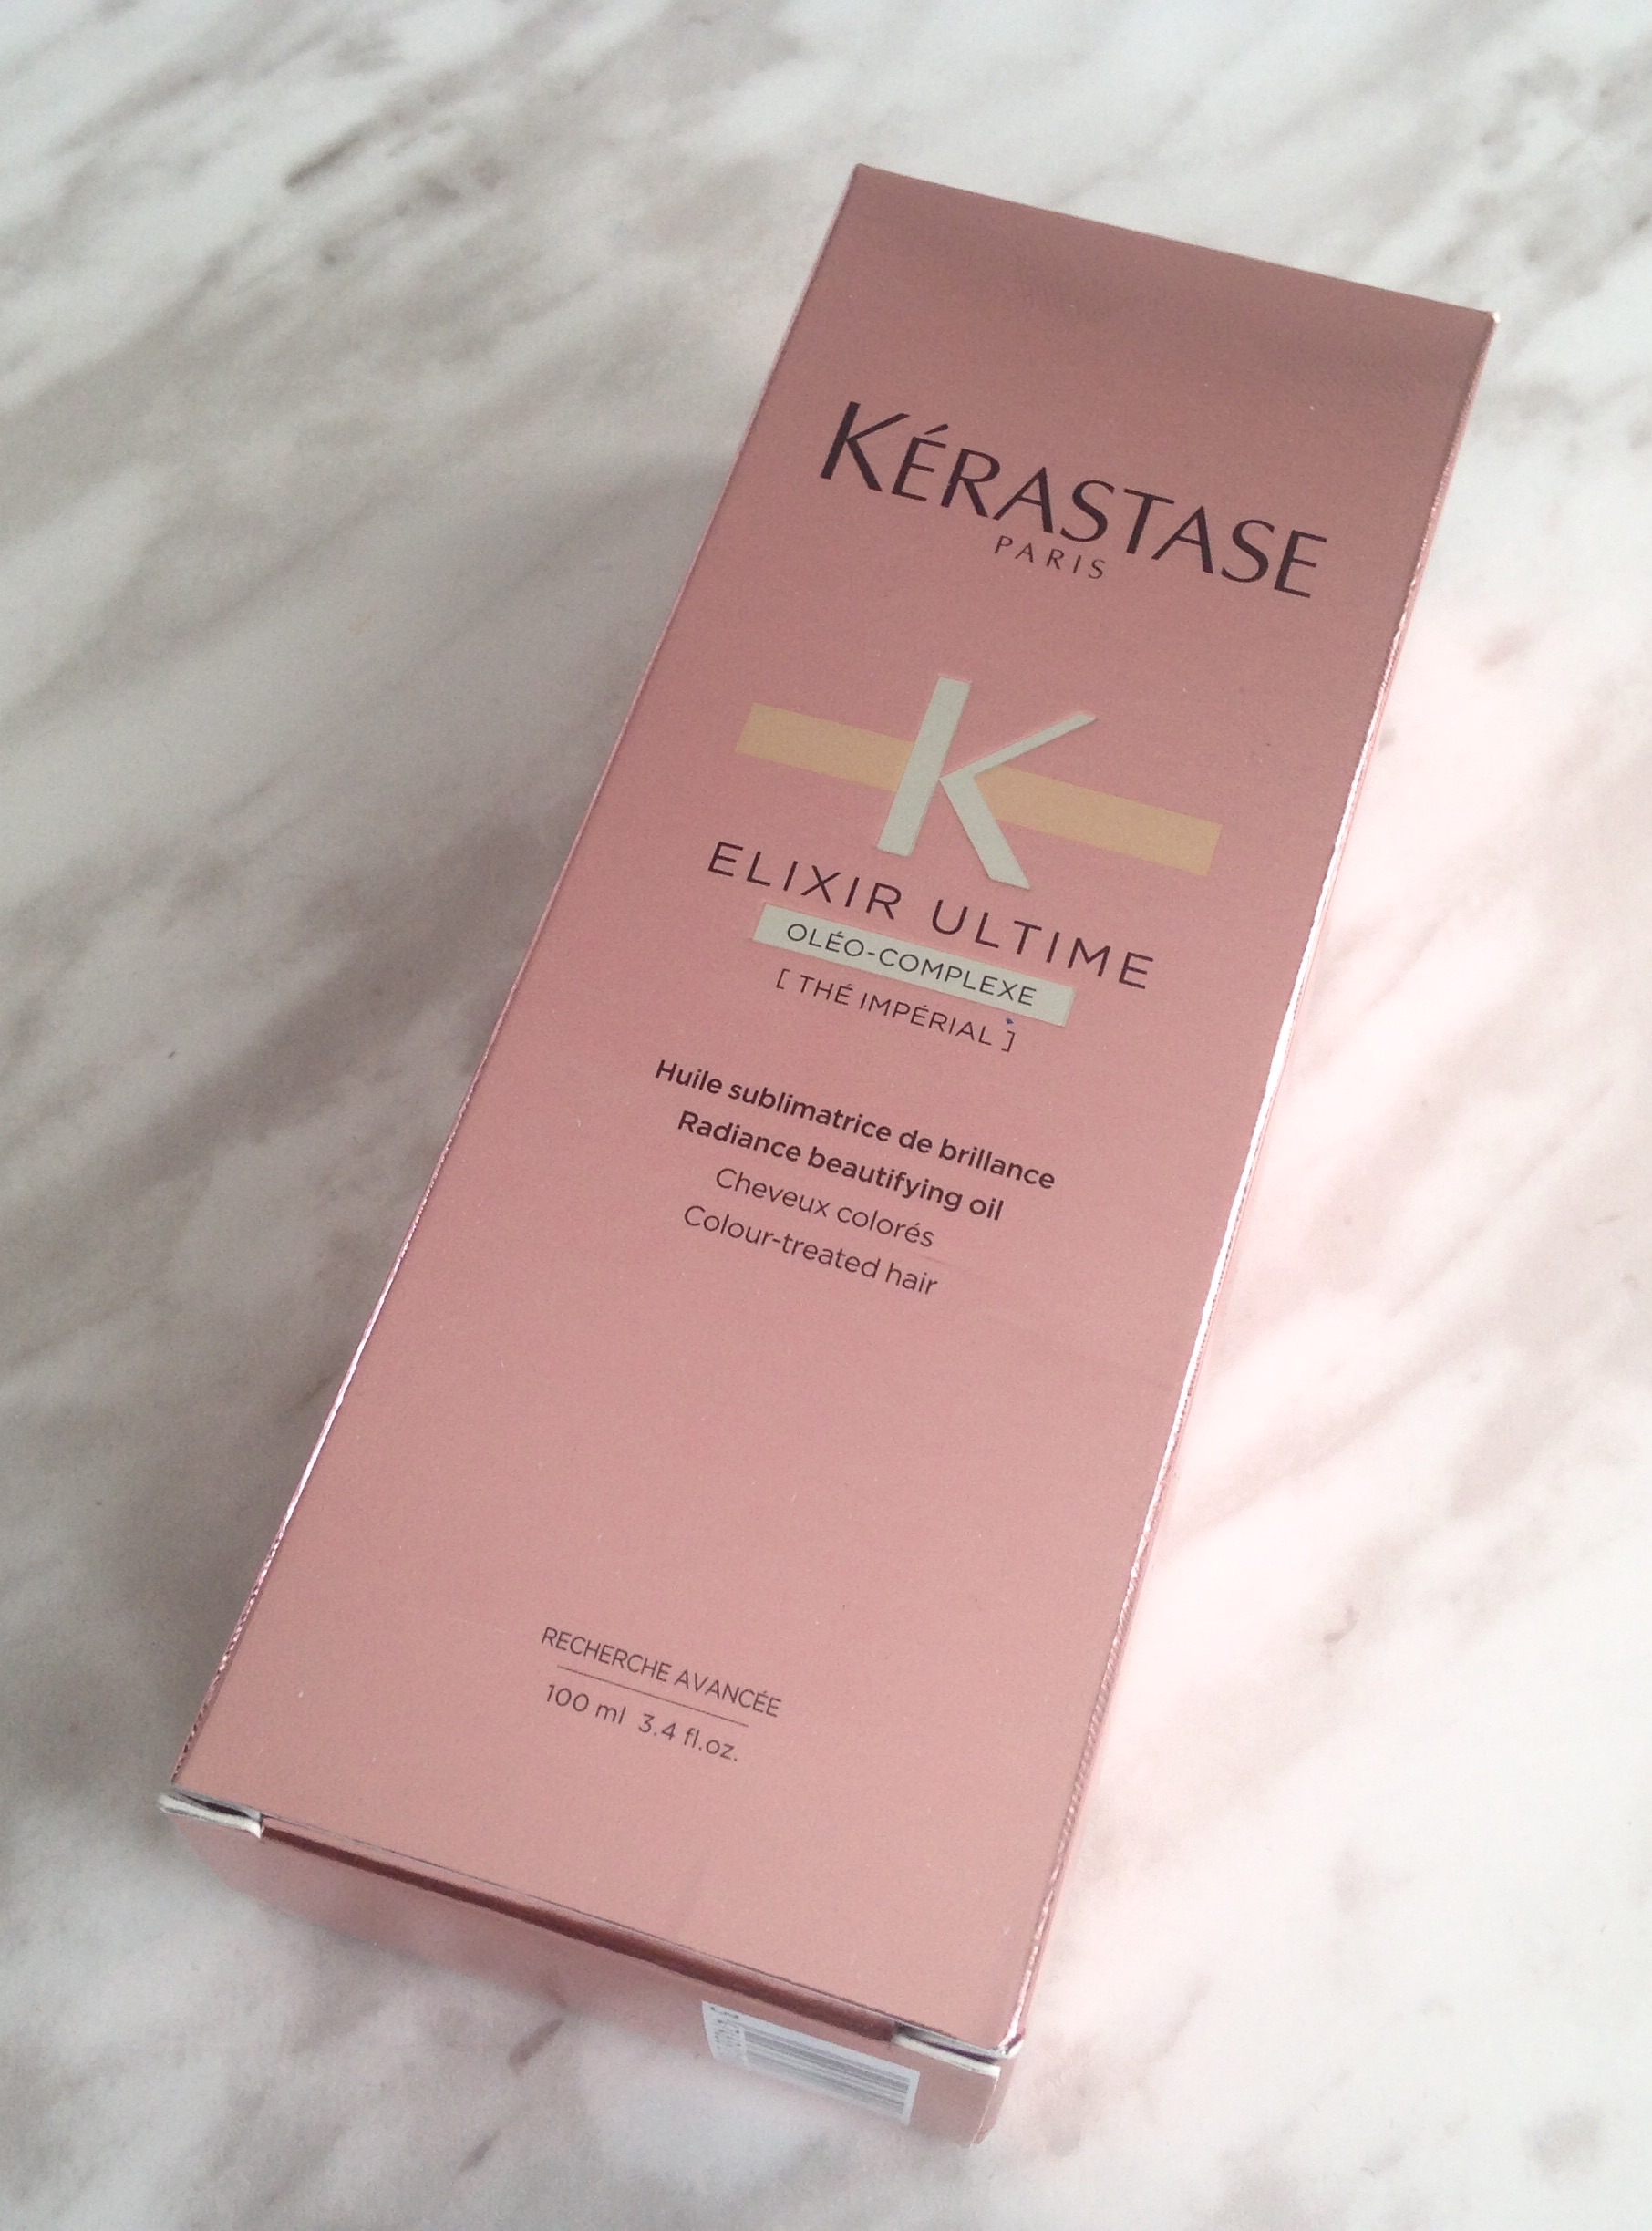 KÉRASTASE
PARIS
K
ELIXIR ULTIME
OLÉO-COMPLEXE
[ THÉ IMPÉRIAL ]
Huile sublimatrice de brillance
Radiance beautifying oil
Cheveux colorés
Colour-treated hair
RECHERCHE AVANCÉE
100 ml 3.4 fl.oz.